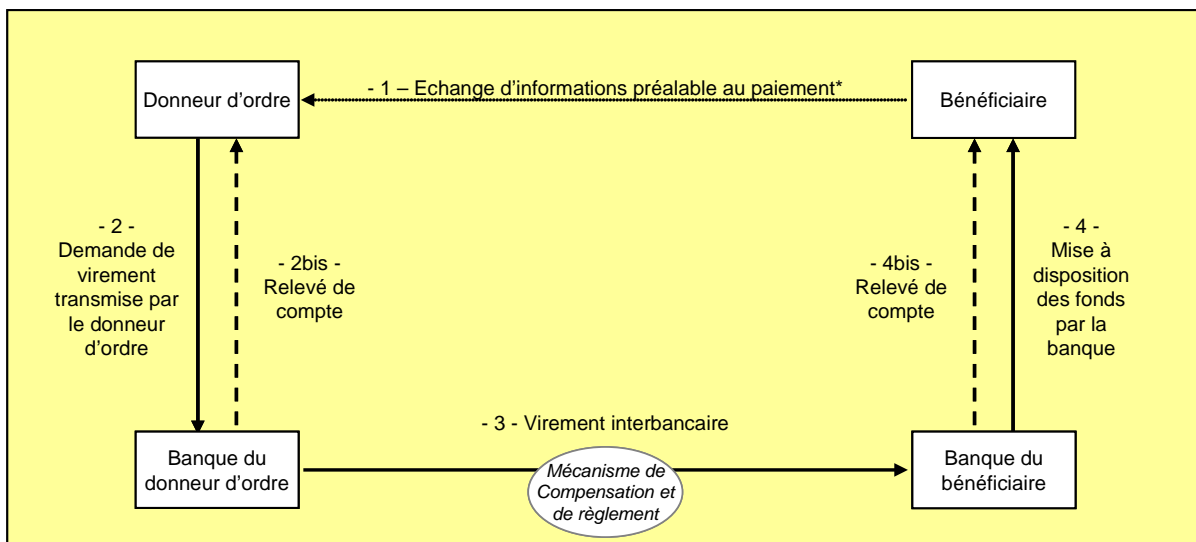 - 1 – Echange d'informations préalable au paiement*
Donneur d'ordre
Bénéficiaire
- 2 -
Demande de
virement
transmise par
le donneur
d'ordre
- 2bis -
Relevé de
compte
- 4bis -
Relevé de
compte
- 4 -
Mise à
disposition
des fonds
par la
banque
- 3 - Virement interbancaire
Banque du
donneur d'ordre
Mécanisme de
Compensation et
de règlement
Banque du
bénéficiaire